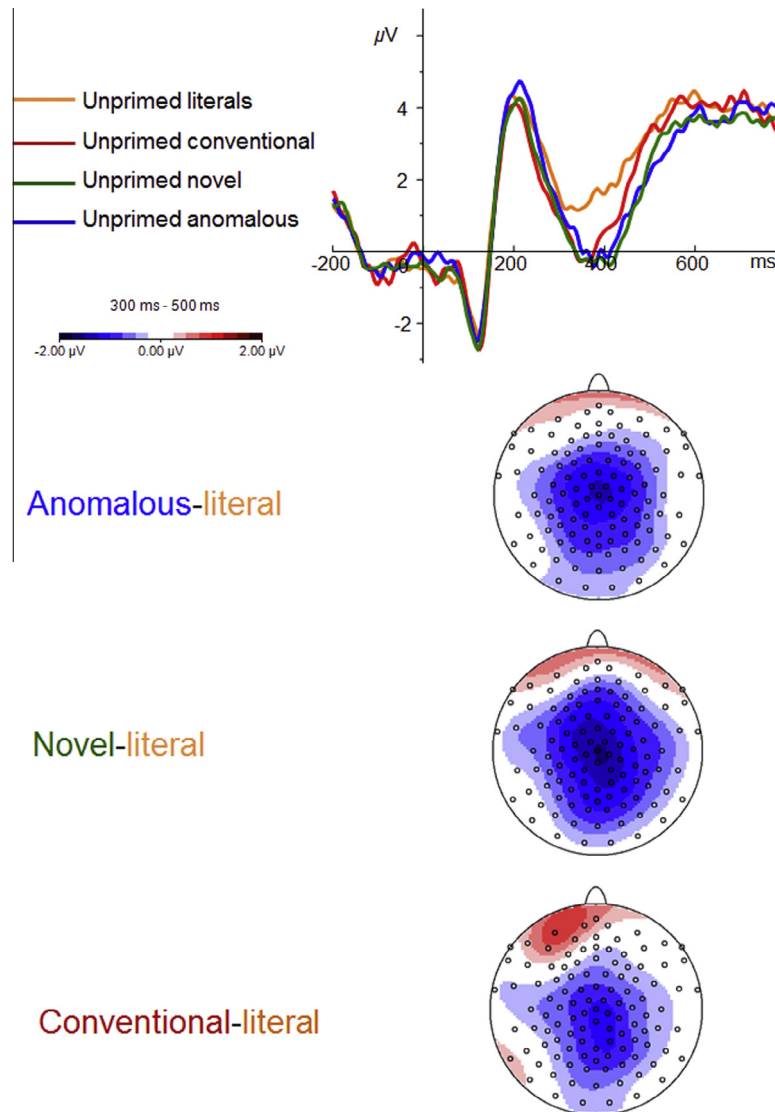 µV
Unprimed literals
Unprimed conventional
Unprimed novel
Unprimed anomalous
4
2
-200 0 200 400 600 ms
-2
300 ms - 500 ms
-2.00 µV 0.00 µV 2.00 µV
Anomalous-literal
Novel-literal
Conventional-literal